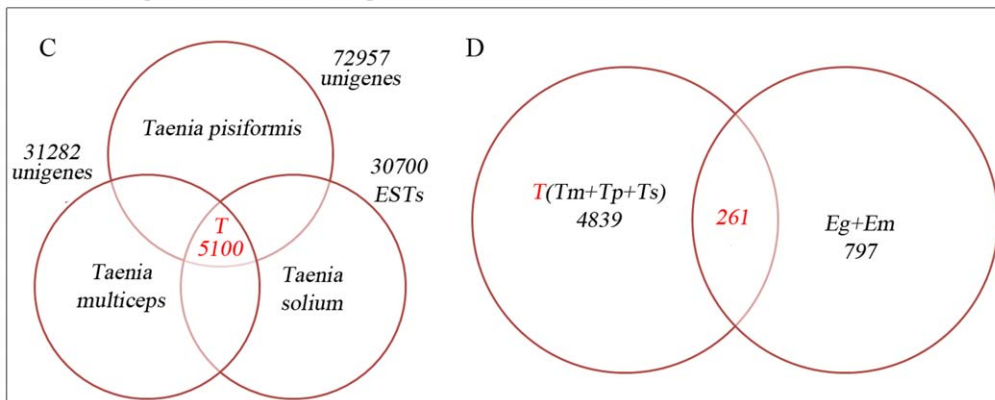 C
72957
unigenes
Taenia pisiformis
31282
unigenes
30700
ESTs
T
5100
Taenia
multiceps
Taenia
solium
D
T(Tm+Tp+Ts)
4839
261
Eg+Em
797